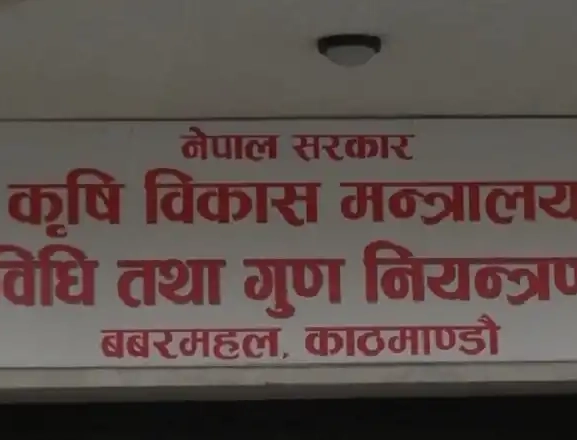 नेपाल सरकार
कृषि विकास मन्त्रालय
विधि तथा गुण नियन्त्रण
बबरमहल, काठमाण्डौ